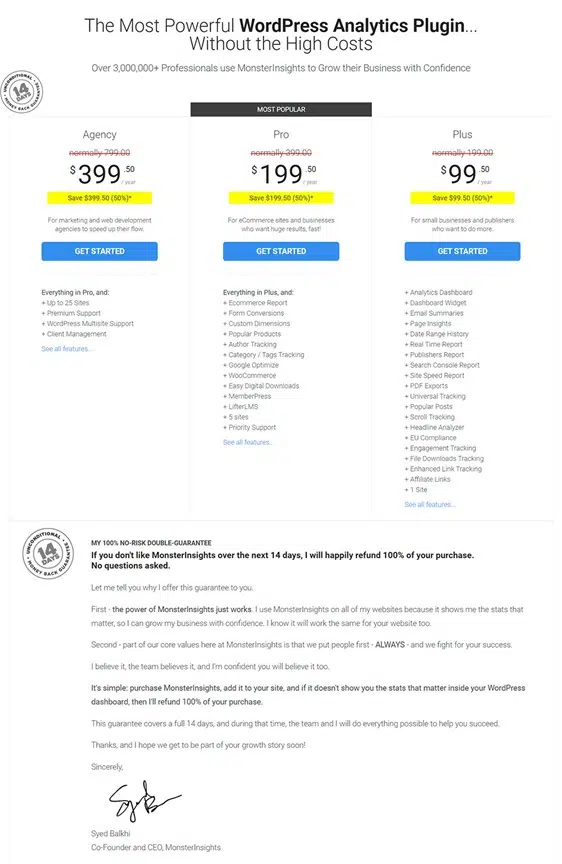 The Most Powerful WordPress Analytics Plugin...
Without the High Costs
Over 3,000,000+ Professionals use MonsterInsights to Grow their Business with Confidence
UNCONDITIONAL
14
DAYS
MONEY BACK GUARANTEE
MOST POPULAR
Agency
normally 799.00
$399.50
/ year
Save $399.50 (50%)*
For marketing and web development
agencies to speed up their flow.
GET STARTED
Everything in Pro, and:
+ Up to 25 Sites
+ Premium Support
+ WordPress Multisite Support
+ Client Management
See all features...
Pro
normally 399.00
$199.50
/ year
Save $199.50 (50%)*
For eCommerce sites and businesses
who want huge results, fast!
GET STARTED
Everything in Plus, and:
+ Ecommerce Report
+ Form Conversions
+ Custom Dimensions
+ Popular Products
+ Author Tracking
+ Category / Tags Tracking
+ Google Optimize
+ WooCommerce
+ Easy Digital Downloads
+ MemberPress
+ LifterLMS
+ 5 sites
+ Priority Support
See all features...
Plus
normally 199.00
$99.50
/ year
Save $99.50 (50%)*
For small businesses and publishers
who want to do more.
GET STARTED
+ Analytics Dashboard
+ Dashboard Widget
+ Email Summaries
+ Page Insights
+ Date Range History
+ Real Time Report
+ Publishers Report
+ Search Console Report
+ Site Speed Report
+ PDF Exports
+ Universal Tracking
+ Popular Posts
+ Scroll Tracking
+ Headline Analyzer
+ EU Compliance
+ Engagement Tracking
+ File Downloads Tracking
+ Enhanced Link Tracking
+ Affiliate Links
+ 1 Site
See all features...
UNCONDITIONAL
14
DAYS
MONEY BACK GUARANTEE
MY 100% NO-RISK DOUBLE-GUARANTEE
If you don't like MonsterInsights over the next 14 days, I will happily refund 100% of your purchase.
No questions asked.
Let me tell you why I offer this guarantee to you.
First - the power of MonsterInsights just works. I use MonsterInsights on all of my websites because it shows me the stats that
matter, so I can grow my business with confidence. I know it will work the same for your website too.
Second - part of our core values here at MonsterInsights is that we put people first - ALWAYS - and we fight for your success.
I believe it, the team believes it, and I'm confident you will believe it too.
It's simple: purchase MonsterInsights, add it to your site, and if it doesn't show you the stats that matter inside your WordPress
dashboard, then I'll refund 100% of your purchase.
This guarantee covers a full 14 days, and during that time, the team and I will do everything possible to help you succeed.
Thanks, and I hope we get to be part of your growth story soon!
Sincerely,
Syed Balkhi
Co-Founder and CEO, MonsterInsights